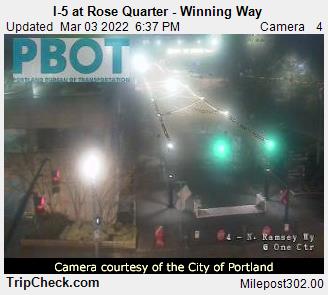 I-5 at Rose Quarter - Winning Way
Updated Mar 03 2022 6:37 PM Camera 4
PBOT
PORTLAND BUREAU OF TRANSPORTATION
4 - N. Ramsey Wy
@ One Ctr
Camera courtesy of the City of Portland
TripCheck.com Milepost302.00